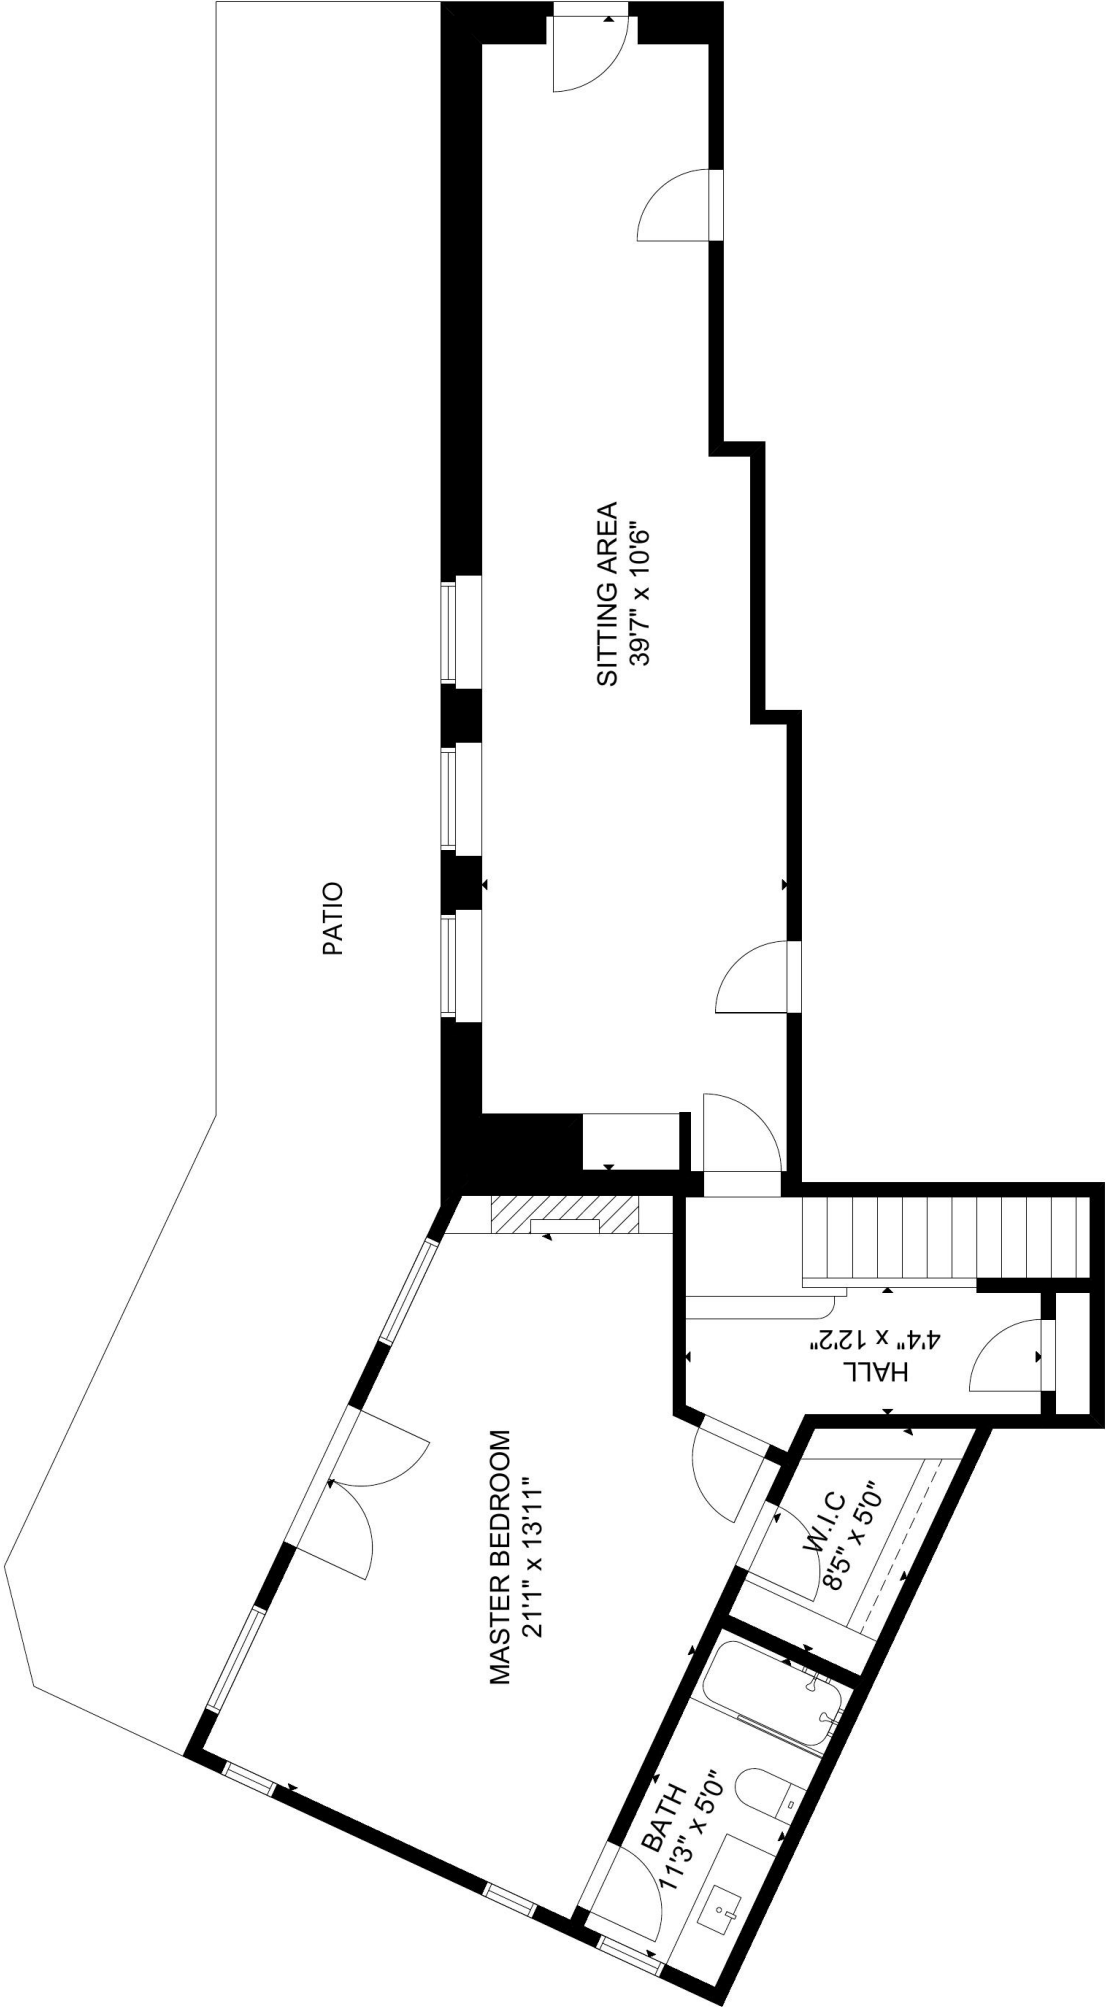 SITTING AREA
39'7" x 10'6"
PATIO
HALL
4'4" x 12'2"
MASTER BEDROOM
21'1" x 13'11"
W.I.C
8'5" x 5'0"
BATH
11'3" x 5'0"